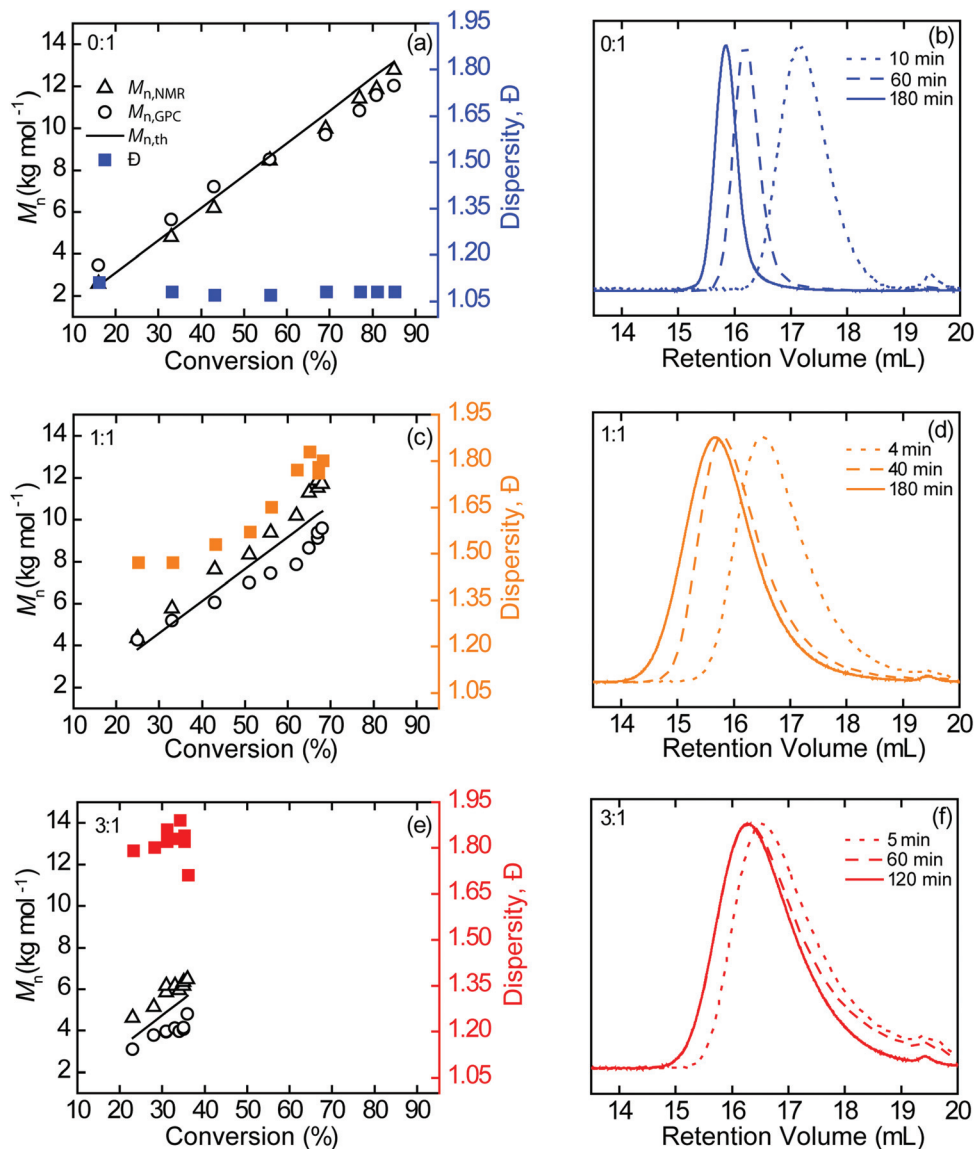 0:1
(a)
M_n,NMR
M_n,GPC
M_n,th
Đ
14
12
10
8
6
4
2
M_n (kg mol⁻¹)
1.95
1.80
1.65
1.50
1.35
1.20
1.05
Dispersity, Đ
10 20 30 40 50 60 70 80 90
Conversion (%)
0:1
(b)
10 min
60 min
180 min
14 15 16 17 18 19 20
Retention Volume (mL)
1:1
(c)
14
12
10
8
6
4
2
M_n (kg mol⁻¹)
1.95
1.80
1.65
1.50
1.35
1.20
1.05
Dispersity, Đ
10 20 30 40 50 60 70 80 90
Conversion (%)
1:1
(d)
4 min
40 min
180 min
14 15 16 17 18 19 20
Retention Volume (mL)
3:1
(e)
14
12
10
8
6
4
2
M_n (kg mol⁻¹)
1.95
1.80
1.65
1.50
1.35
1.20
1.05
Dispersity, Đ
10 20 30 40 50 60 70 80 90
Conversion (%)
3:1
(f)
5 min
60 min
120 min
14 15 16 17 18 19 20
Retention Volume (mL)